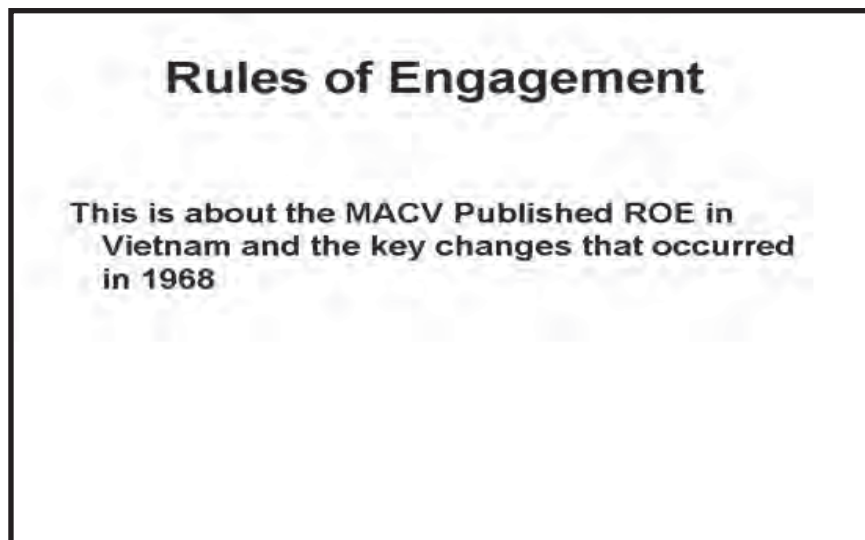 Rules of Engagement
This is about the MACV Published ROE in
Vietnam and the key changes that occurred
in 1968